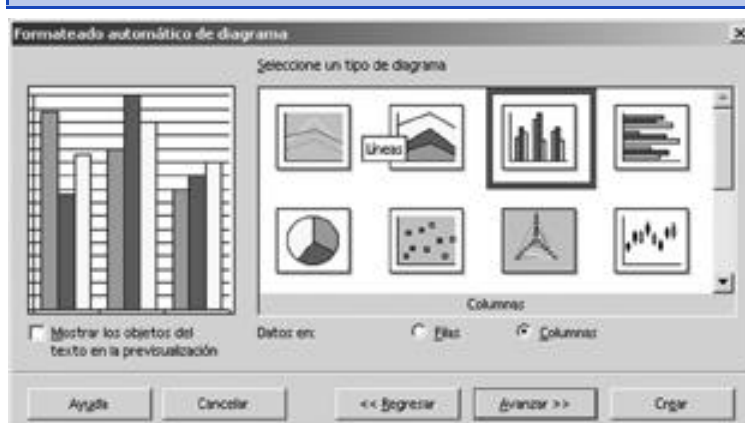 Formateado automático de diagrama
Seleccione un tipo de diagrama
Líneas
Columnas
Mostrar los objetos del
texto en la previsualización
Datos en:
Filas
Columnas
Ayuda
Cancelar
<< Regresar
Avanzar >>
Crear